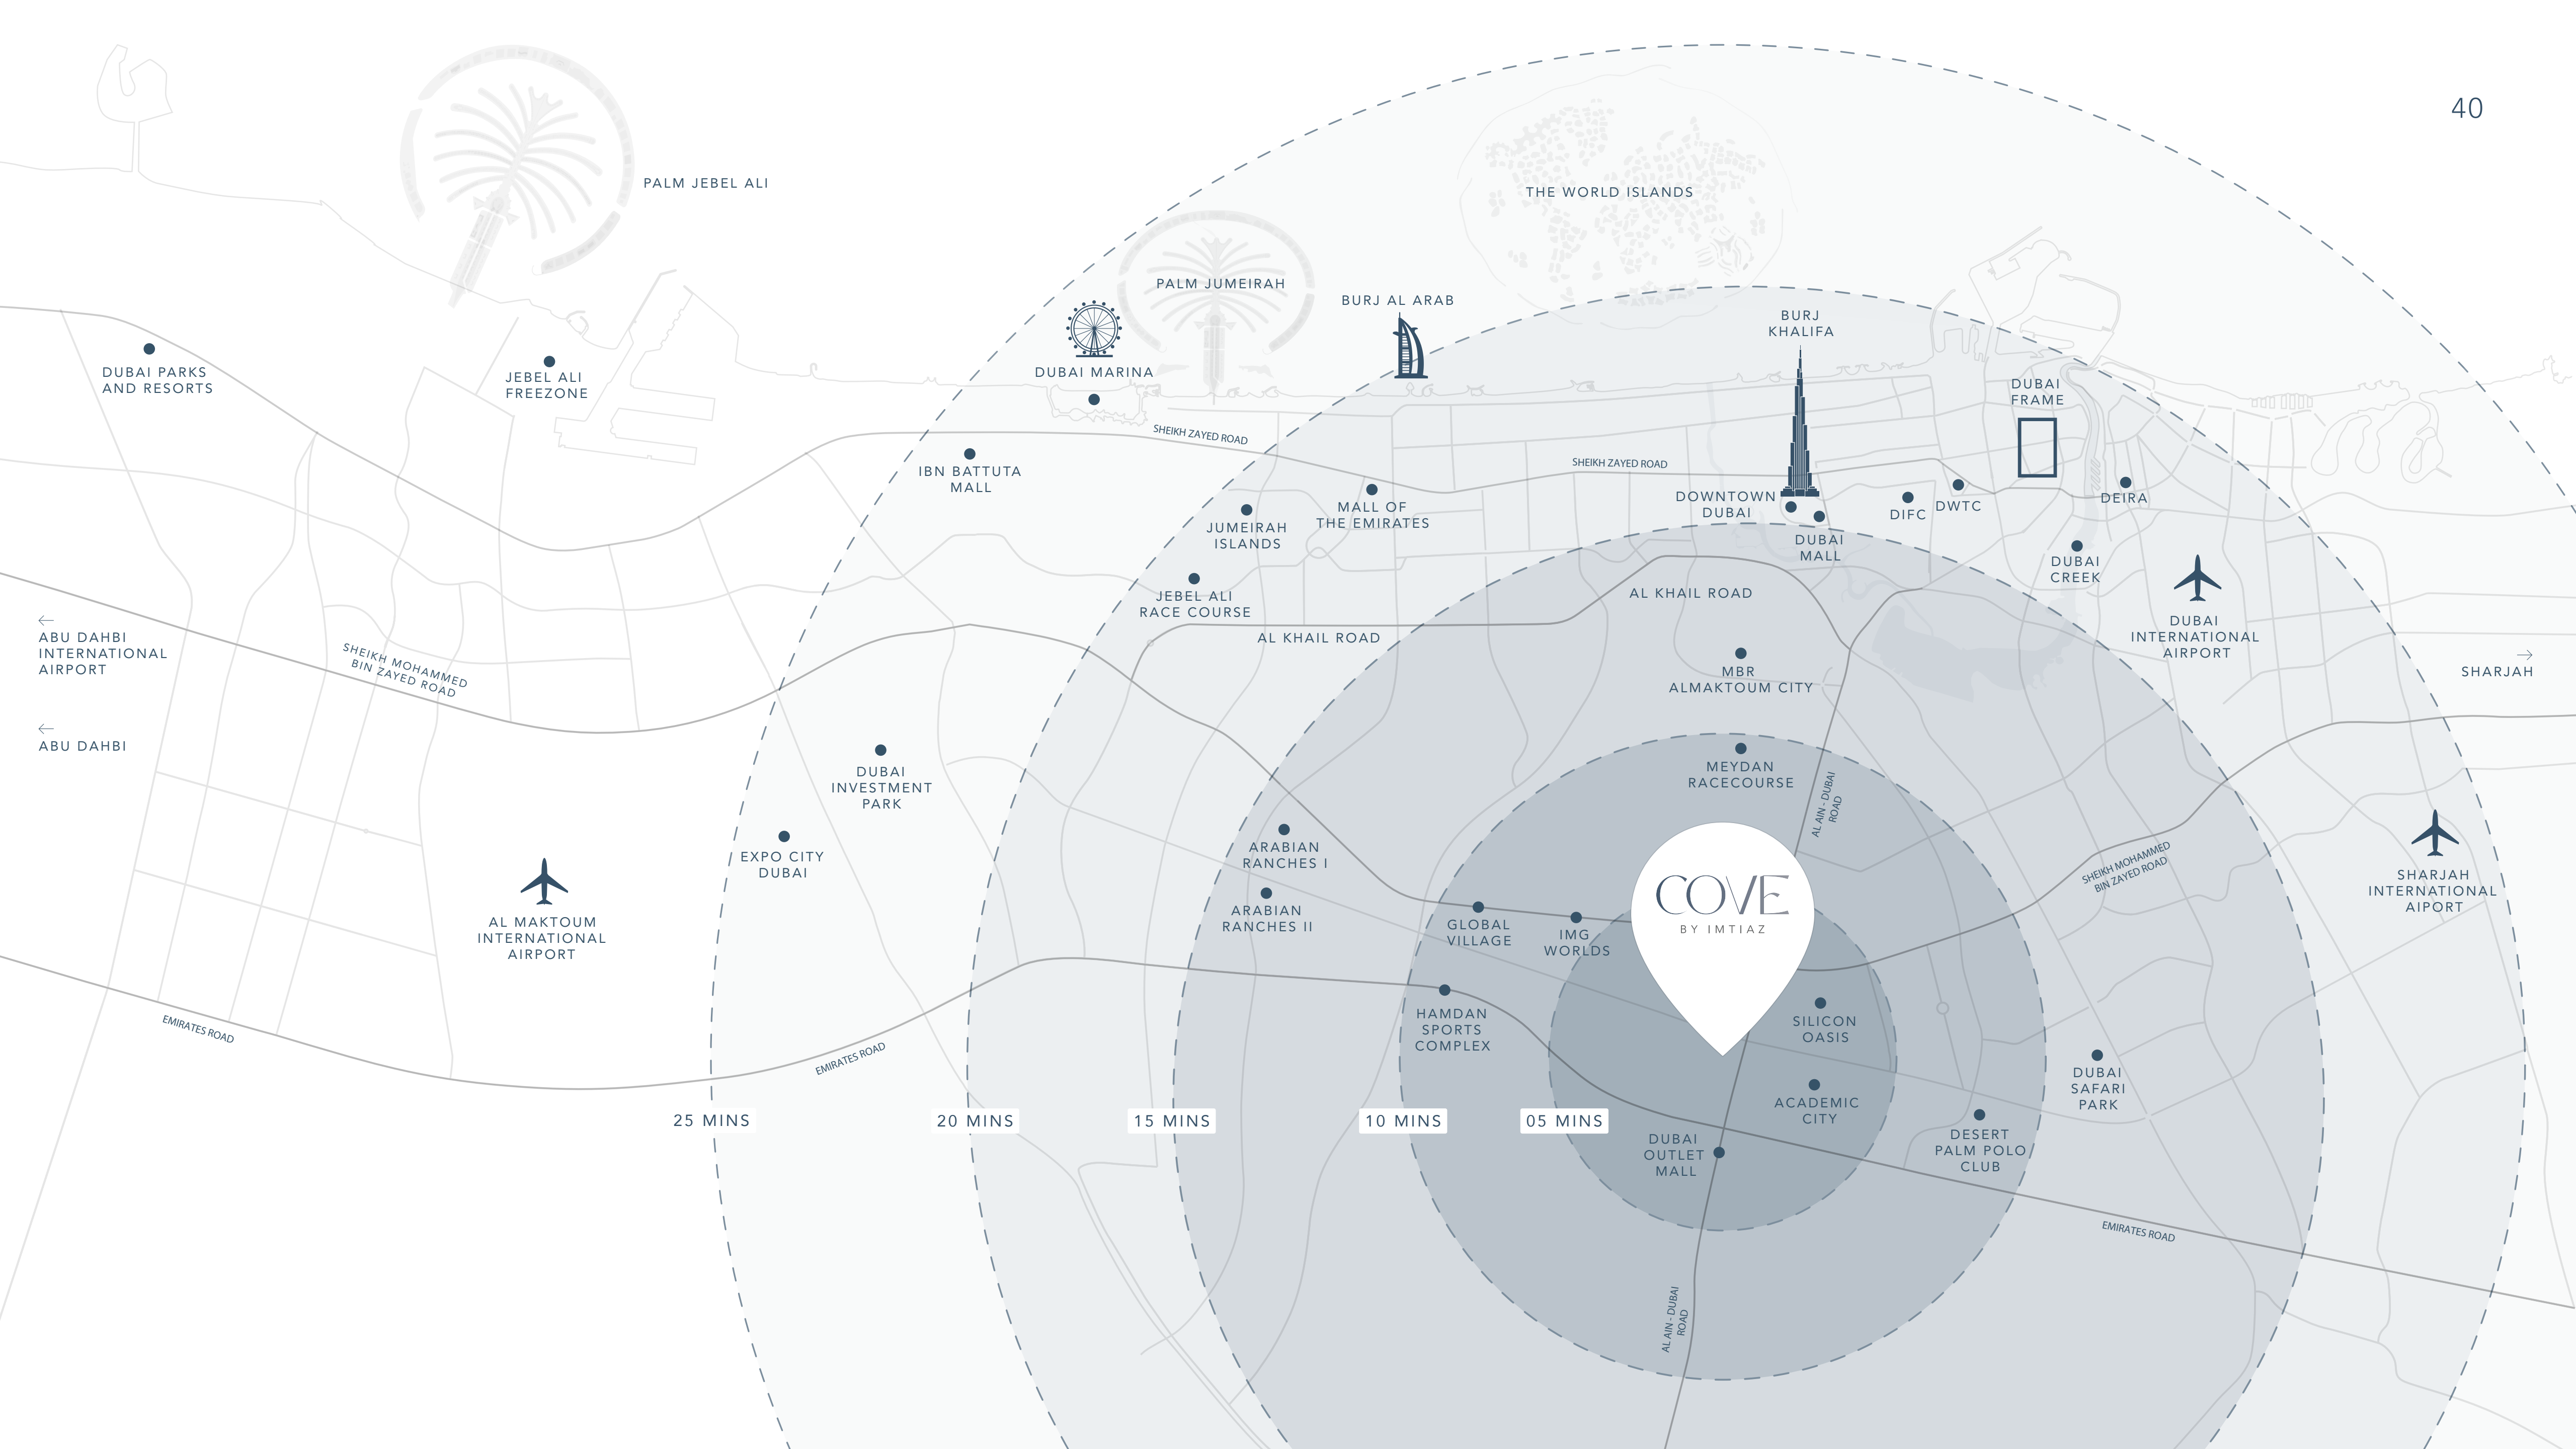 40
PALM JEBEL ALI
THE WORLD ISLANDS
PALM JUMEIRAH
BURJ AL ARAB
BURJ
KHALIFA
DUBAI PARKS
AND RESORTS
JEBEL ALI
FREEZONE
DUBAI MARINA
DUBAI
FRAME
SHEIKH ZAYED ROAD
SHEIKH ZAYED ROAD
IBN BATTUTA
MALL
JUMEIRAH
ISLANDS
MALL OF
THE EMIRATES
DOWNTOWN
DUBAI
DUBAI
MALL
DIFC
DWTC
DEIRA
DUBAI
CREEK
JEBEL ALI
RACE COURSE
AL KHAIL ROAD
AL KHAIL ROAD
DUBAI
INTERNATIONAL
AIRPORT
ABU DAHBI
INTERNATIONAL
AIRPORT
SHEIKH MOHAMMED
BIN ZAYED ROAD
SHARJAH
MBR
ALMAKTOUM CITY
ABU DAHBI
DUBAI
INVESTMENT
PARK
MEYDAN
RACECOURSE
AL AIN - DUBAI
ROAD
EXPO CITY
DUBAI
ARABIAN
RANCHES I
ARABIAN
RANCHES II
SHEIKH MOHAMMED
BIN ZAYED ROAD
SHARJAH
INTERNATIONAL
AIPORT
COVE
BY IMTIAZ
AL MAKTOUM
INTERNATIONAL
AIRPORT
GLOBAL
VILLAGE
IMG
WORLDS
HAMDAN
SPORTS
COMPLEX
SILICON
OASIS
EMIRATES ROAD
EMIRATES ROAD
DUBAI
SAFARI
PARK
ACADEMIC
CITY
25 MINS
20 MINS
15 MINS
10 MINS
05 MINS
DUBAI
OUTLET
MALL
DESERT
PALM POLO
CLUB
EMIRATES ROAD
AL AIN - DUBAI
ROAD